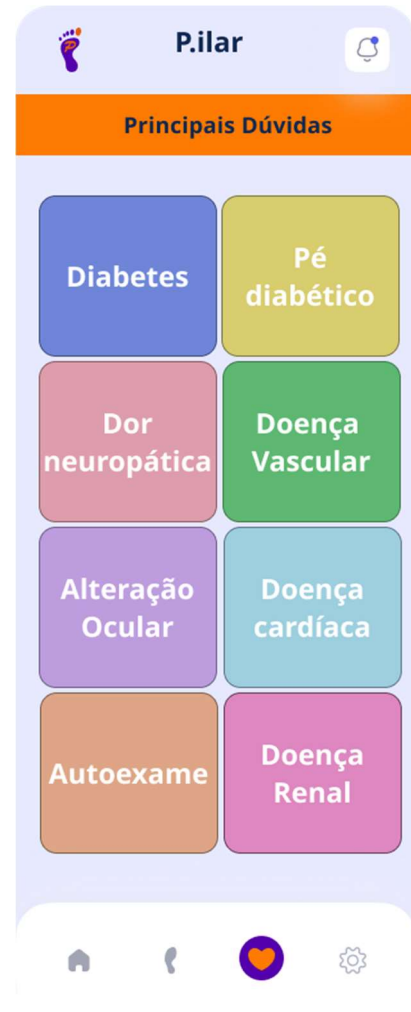 P.ilar
Principais Dúvidas
Diabetes
Pé
diabético
Dor
neuropática
Doença
Vascular
Alteração
Ocular
Doença
cardíaca
Autoexame
Doença
Renal